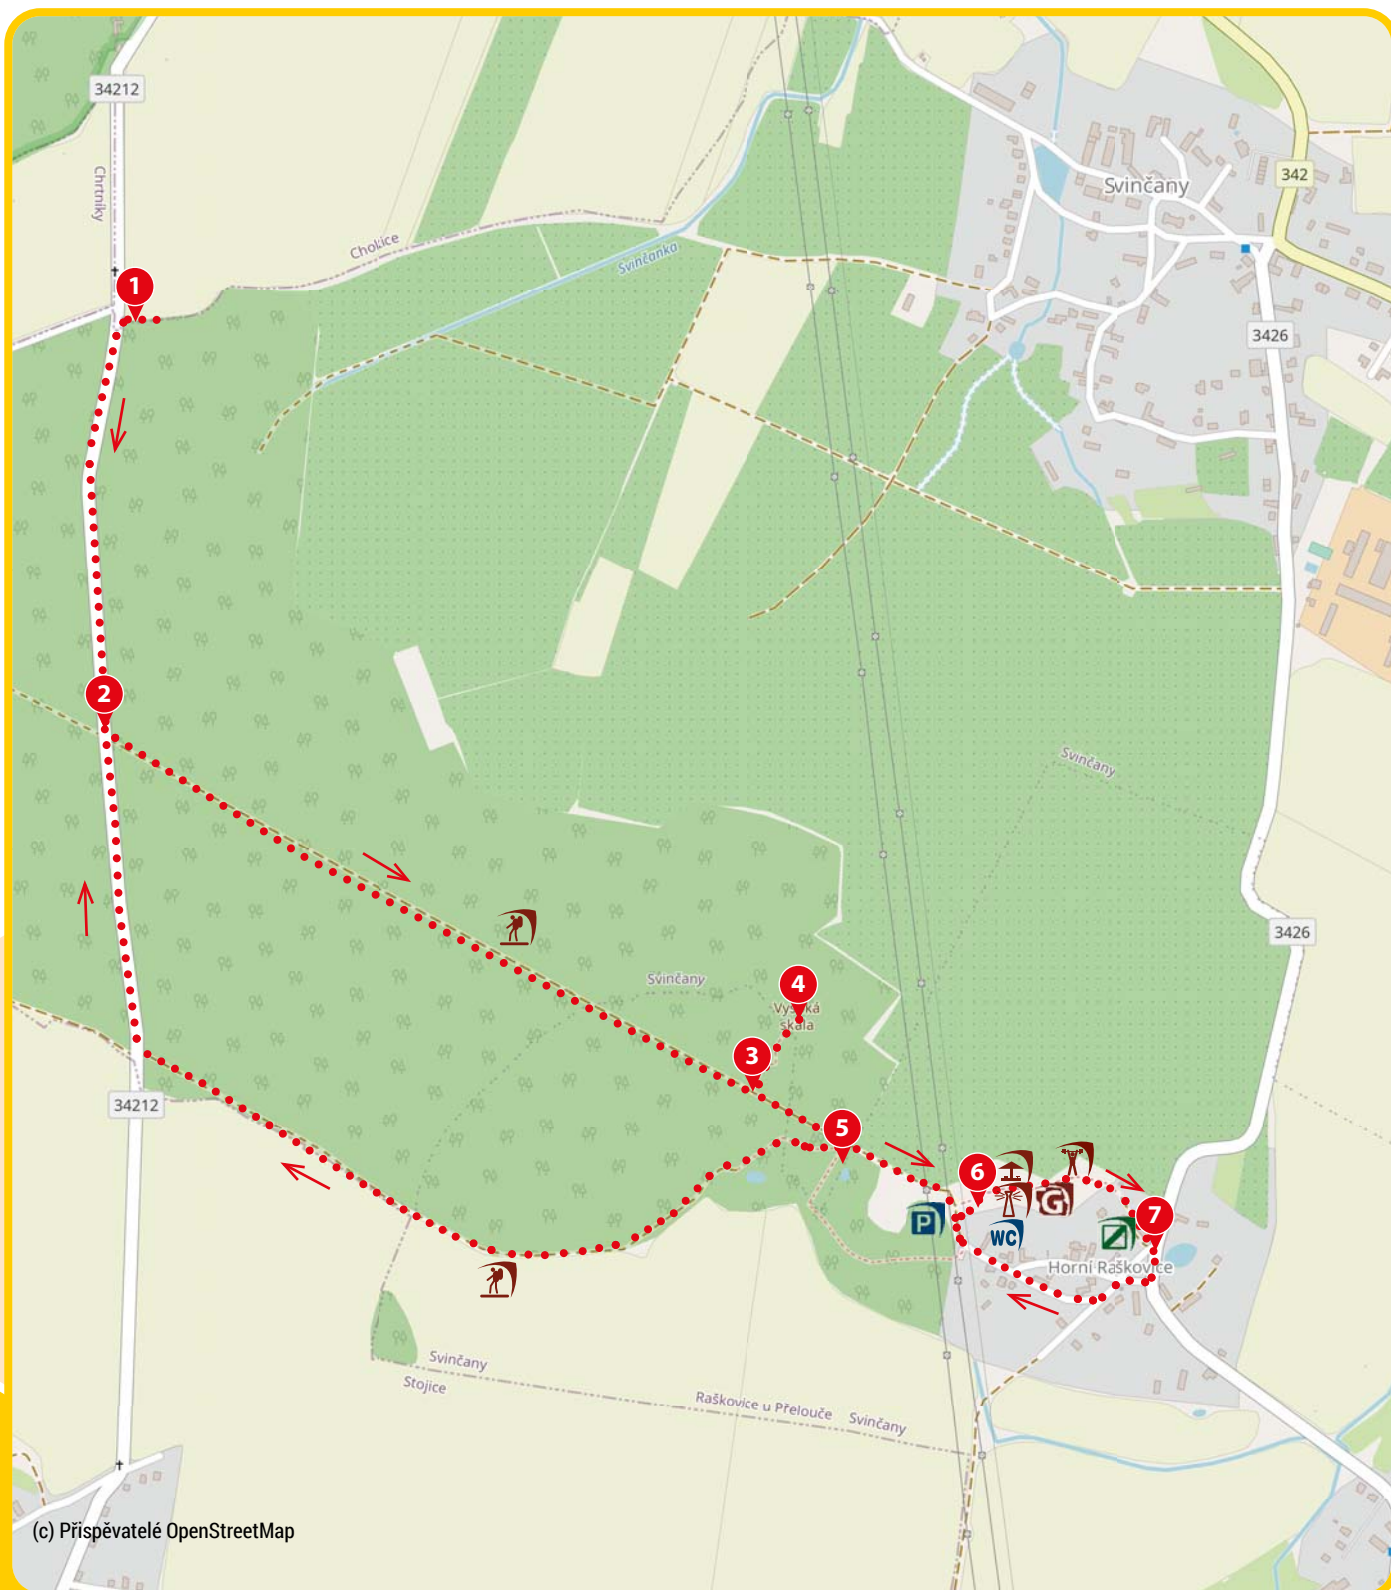 34212
Chrtníky
Svinčany
342
Choltice
Svinčanka
1
3426
2
Svinčany
3426
Svinčany
4
Vysoká
skála
3
34212
5
6
P
WC
G
7
Horní Raškovice
Svinčany
Stojice
Raškovice u Přelouče
Svinčany
(c) Přispěvatelé OpenStreetMap